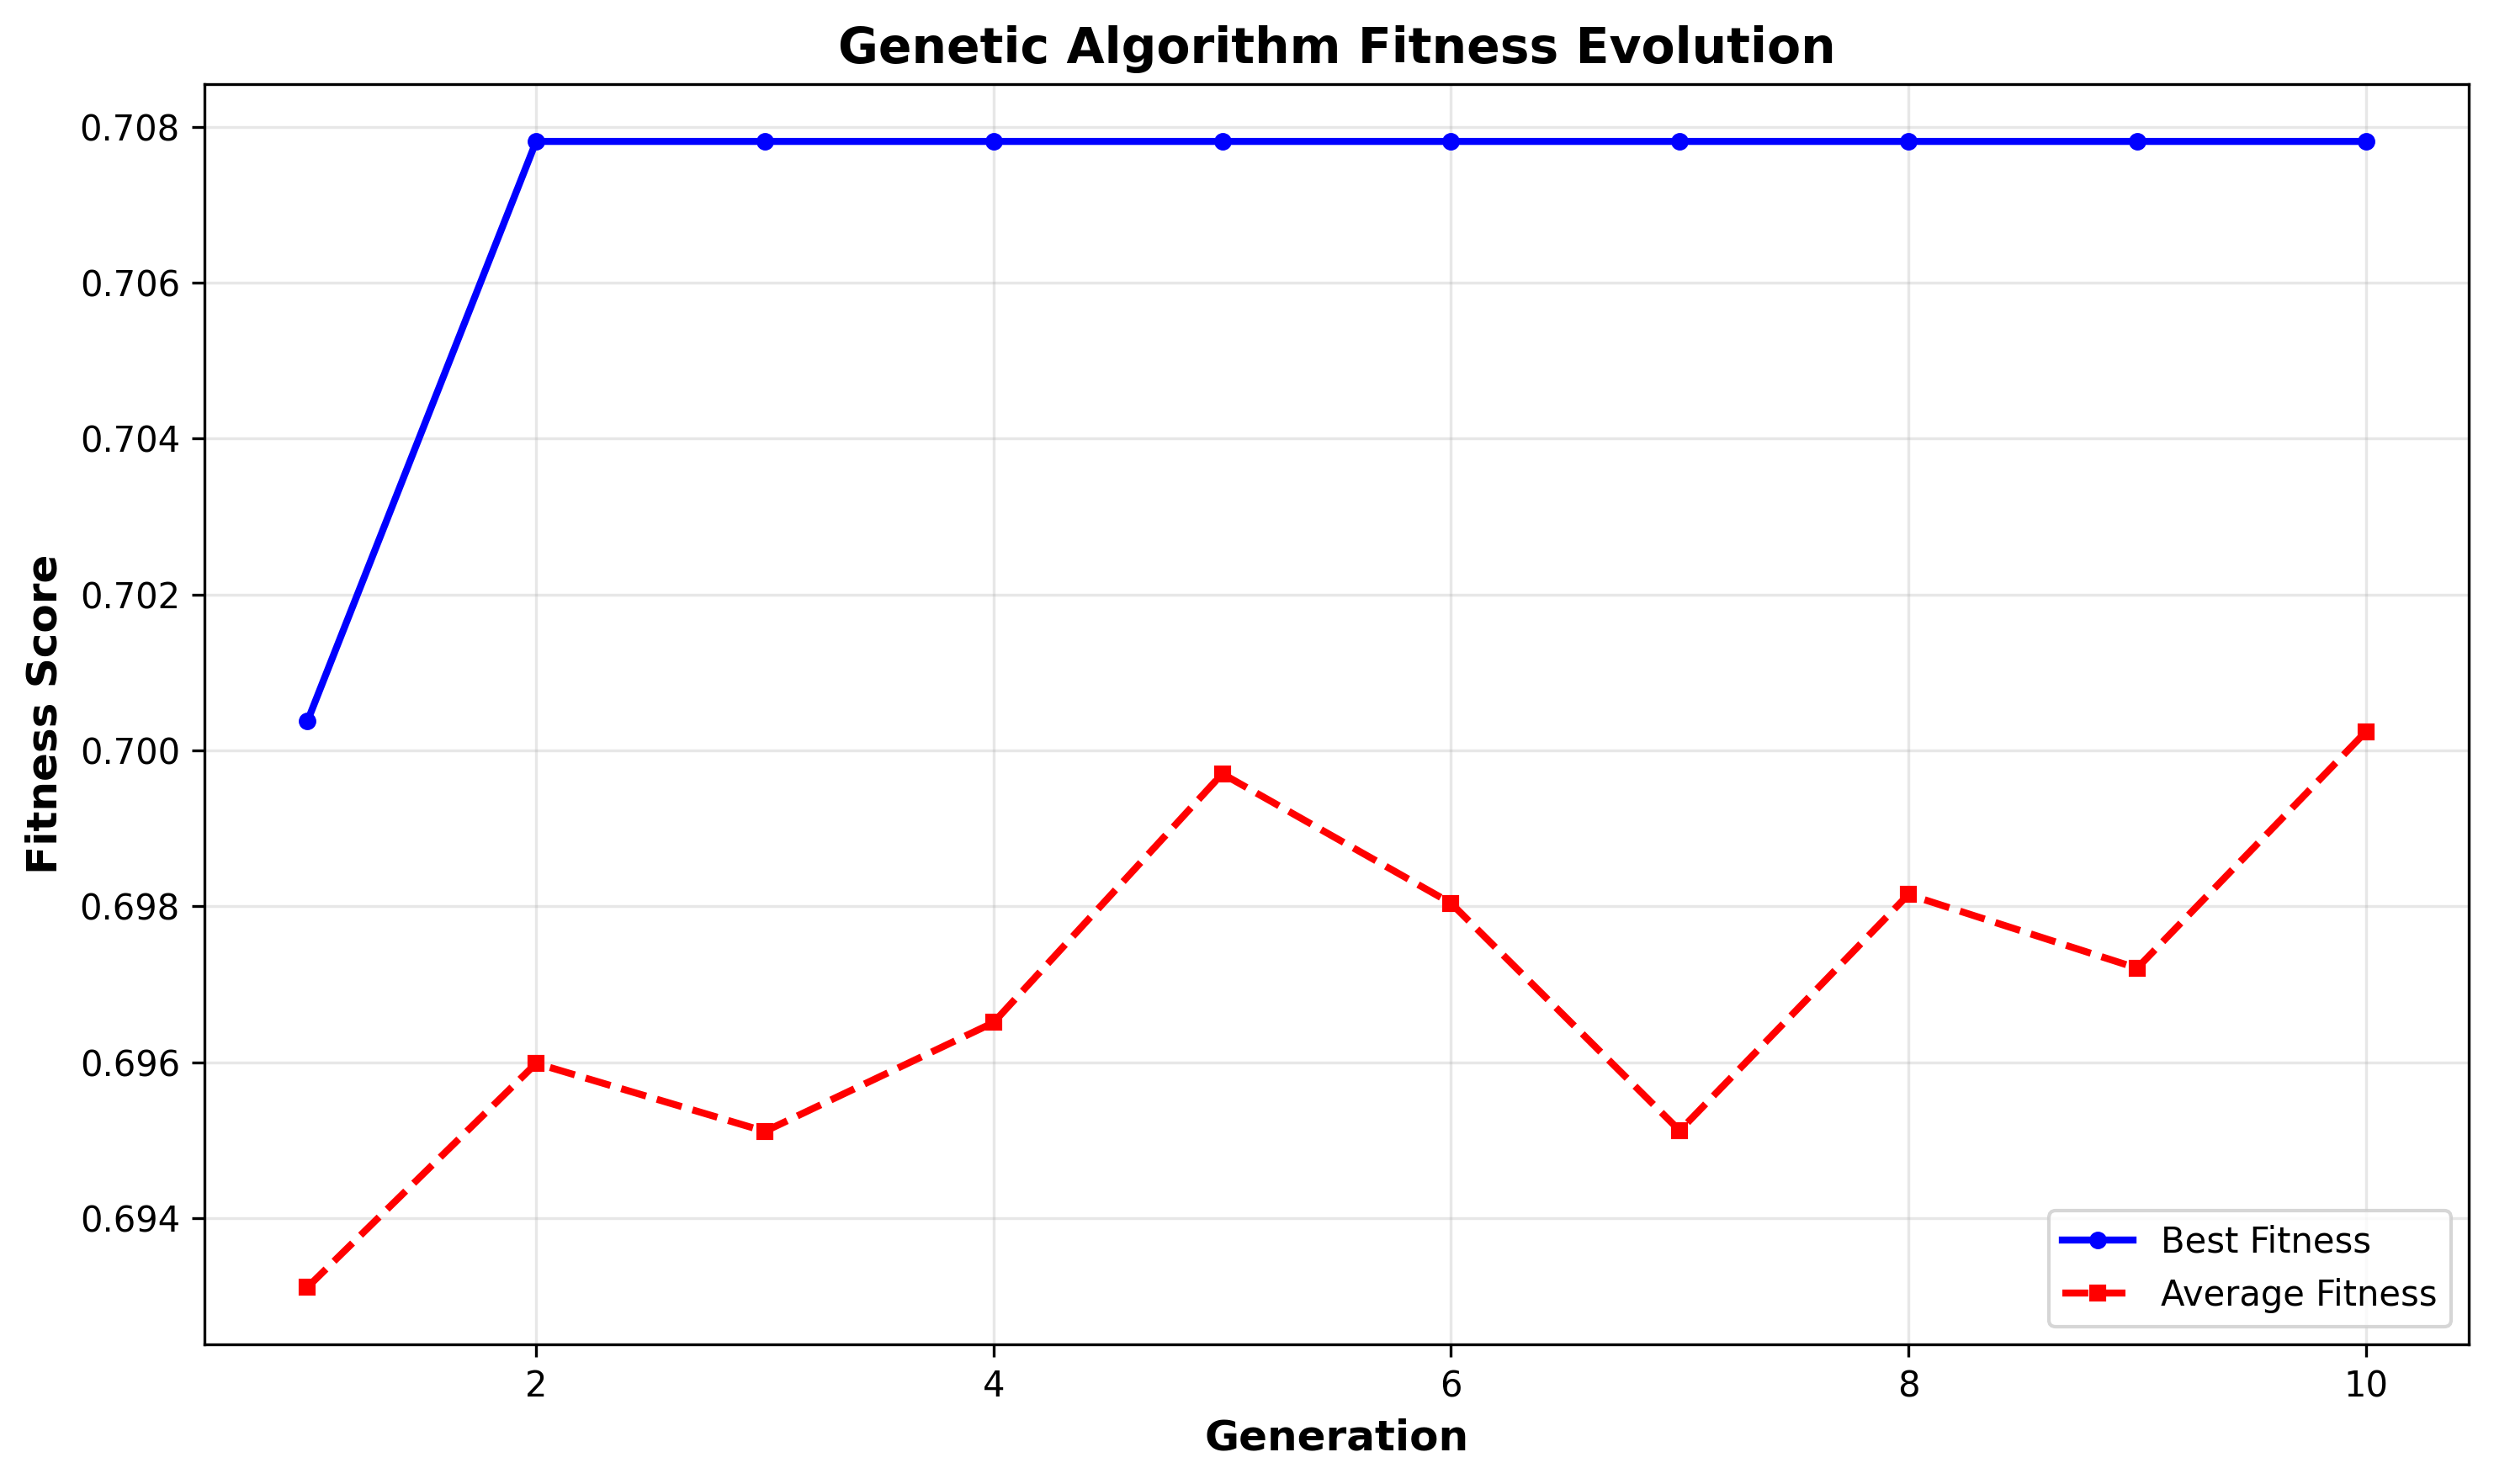 Genetic Algorithm Fitness Evolution
Fitness Score
0.708
0.706
0.704
0.702
0.700
0.698
0.696
0.694
2 4 6 8 10
Generation
Best Fitness
Average Fitness